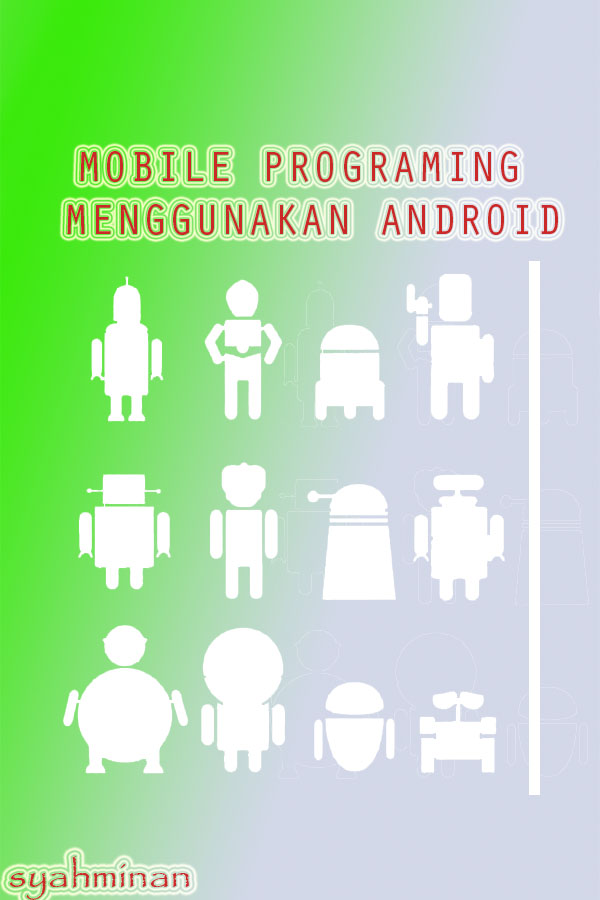 MOBILE PROGRAMING
MENGGUNAKAN ANDROID
syahminan